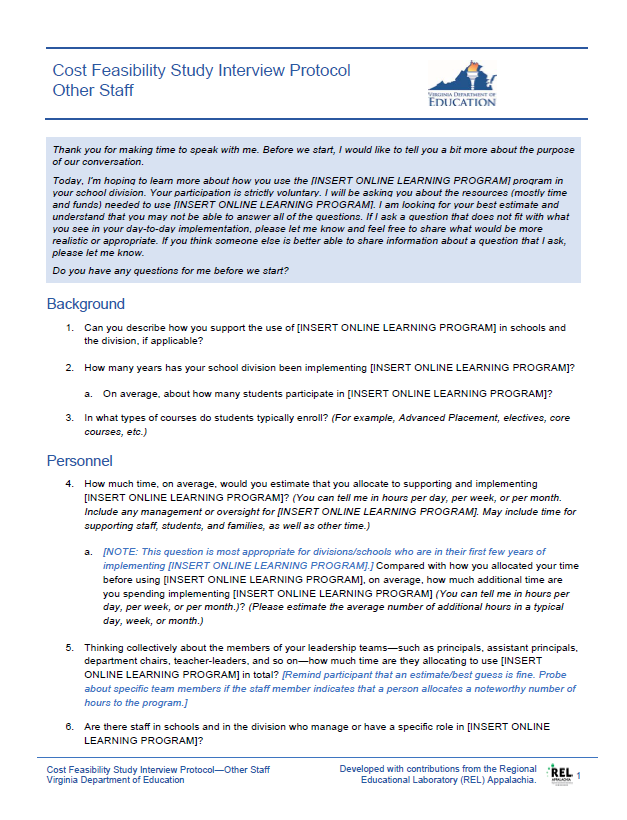 Cost Feasibility Study Interview Protocol
Other Staff
VIRGINIA DEPARTMENT OF
EDUCATION
Thank you for making time to speak with me. Before we start, I would like to tell you a bit more about the purpose
of our conversation.
Today, I'm hoping to learn more about how you use the [INSERT ONLINE LEARNING PROGRAM] program in
your school division. Your participation is strictly voluntary. I will be asking you about the resources (mostly time
and funds) needed to use [INSERT ONLINE LEARNING PROGRAM]. I am looking for your best estimate and
understand that you may not be able to answer all of the questions. If I ask a question that does not fit with what
you see in your day-to-day implementation, please let me know and feel free to share what would be more
realistic or appropriate. If you think someone else is better able to share information about a question that I ask,
please let me know.
Do you have any questions for me before we start?
Background
1. Can you describe how you support the use of [INSERT ONLINE LEARNING PROGRAM] in schools and
the division, if applicable?
2. How many years has your school division been implementing [INSERT ONLINE LEARNING PROGRAM]?
a. On average, about how many students participate in [INSERT ONLINE LEARNING PROGRAM]?
3. In what types of courses do students typically enroll? (For example, Advanced Placement, electives, core
courses, etc.)
Personnel
4. How much time, on average, would you estimate that you allocate to supporting and implementing
[INSERT ONLINE LEARNING PROGRAM]? (You can tell me in hours per day, per week, or per month.
Include any management or oversight for [INSERT ONLINE LEARNING PROGRAM]. May include time for
supporting staff, students, and families, as well as other time.)
a. [NOTE: This question is most appropriate for divisions/schools who are in their first few years of
implementing [INSERT ONLINE LEARNING PROGRAM].] Compared with how you allocated your time
before using [INSERT ONLINE LEARNING PROGRAM], on average, how much additional time are
you spending implementing [INSERT ONLINE LEARNING PROGRAM] (You can tell me in hours per
day, per week, or per month.)? (Please estimate the average number of additional hours in a typical
day, week, or month.)
5. Thinking collectively about the members of your leadership teams—such as principals, assistant principals,
department chairs, teacher-leaders, and so on—how much time are they allocating to use [INSERT
ONLINE LEARNING PROGRAM] in total? [Remind participant that an estimate/best guess is fine. Probe
about specific team members if the staff member indicates that a person allocates a noteworthy number of
hours to the program.]
6. Are there staff in schools and in the division who manage or have a specific role in [INSERT ONLINE
LEARNING PROGRAM]?
Cost Feasibility Study Interview Protocol—Other Staff
Virginia Department of Education
Developed with contributions from the Regional
Educational Laboratory (REL) Appalachia.
REL
APPALACHIA
1